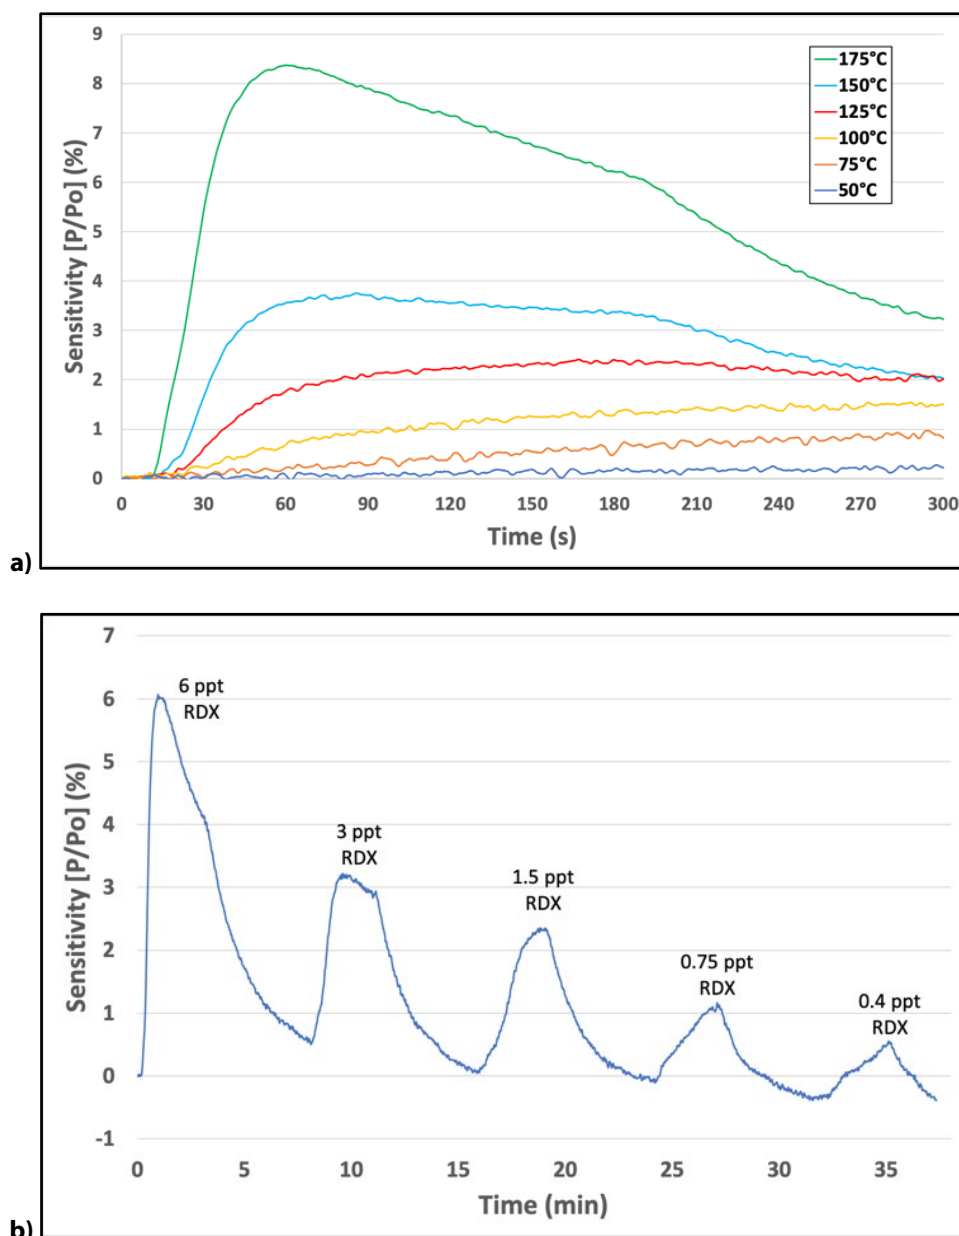 9
8
7
6
5
4
3
2
1
0
Sensitivity [P/Po] (%)
175°C
150°C
125°C
100°C
75°C
50°C
0 30 60 90 120 150 180 210 240 270 300
Time (s)
a)
7
6
5
4
3
2
1
0
-1
Sensitivity [P/Po] (%)
6 ppt
RDX
3 ppt
RDX
1.5 ppt
RDX
0.75 ppt
RDX
0.4 ppt
RDX
0 5 10 15 20 25 30 35
Time (min)
b)